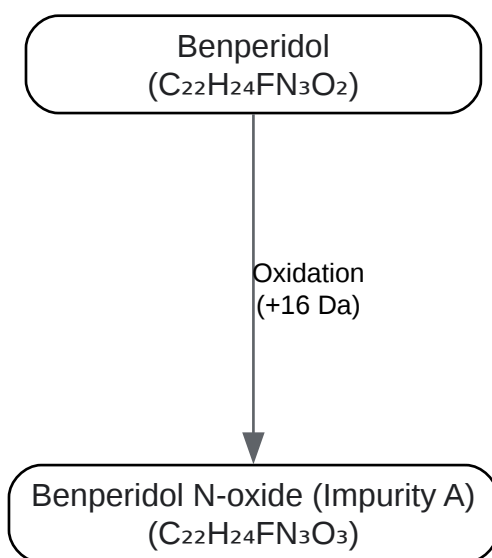 Benperidol
(C₂₂H₂₄FN₃O₂)
Oxidation
(+16 Da)
Benperidol N-oxide (Impurity A)
(C₂₂H₂₄FN₃O₃)